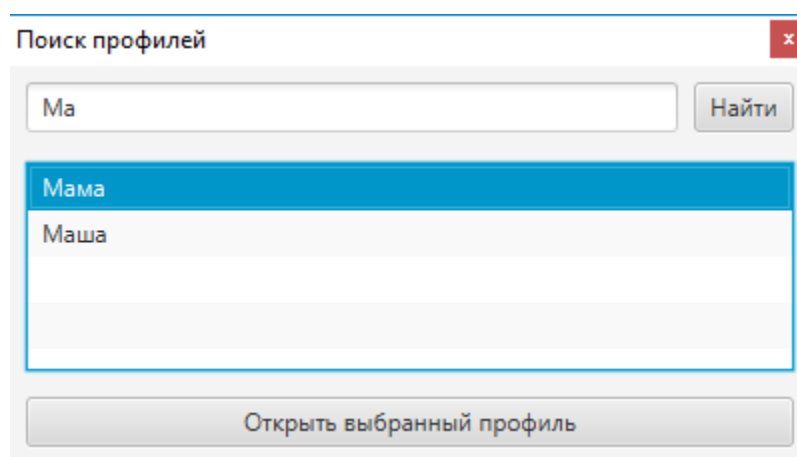 Поиск профилей x
Ма Найти
Мама
Маша
Открыть выбранный профиль